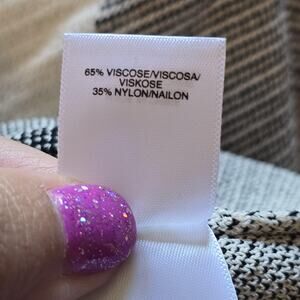 65% VISCOSE/VISCOSA/
VISKOSE
35% NYLON/NAILON